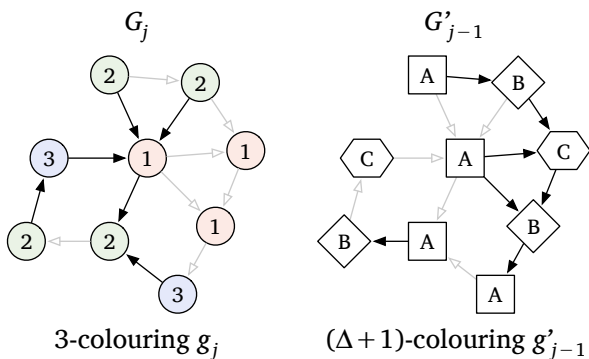 G_j
G'_{j−1}
2
2
A
B
3
1
1
C
A
C
2
2
1
B
A
B
3
A
3-colouring g_j
(Δ+1)-colouring g'_{j−1}